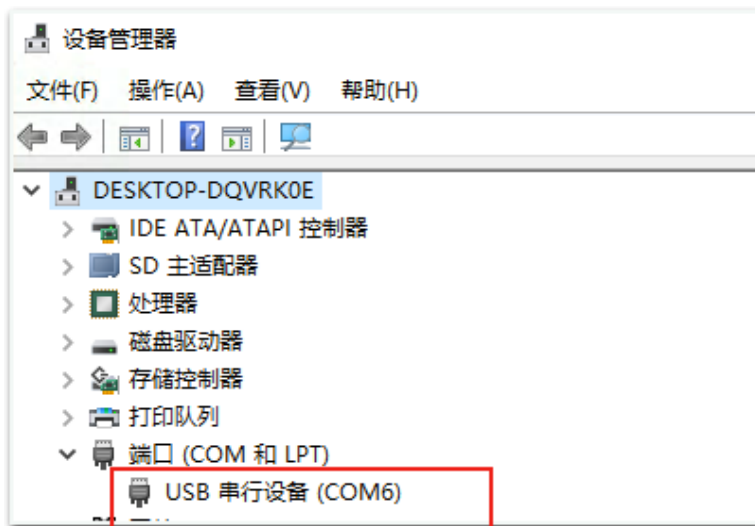 设备管理器
文件(F) 操作(A) 查看(V) 帮助(H)
DESKTOP-DQVRK0E
IDE ATA/ATAPI 控制器
SD 主适配器
处理器
磁盘驱动器
存储控制器
打印队列
端口 (COM 和 LPT)
USB 串行设备 (COM6)